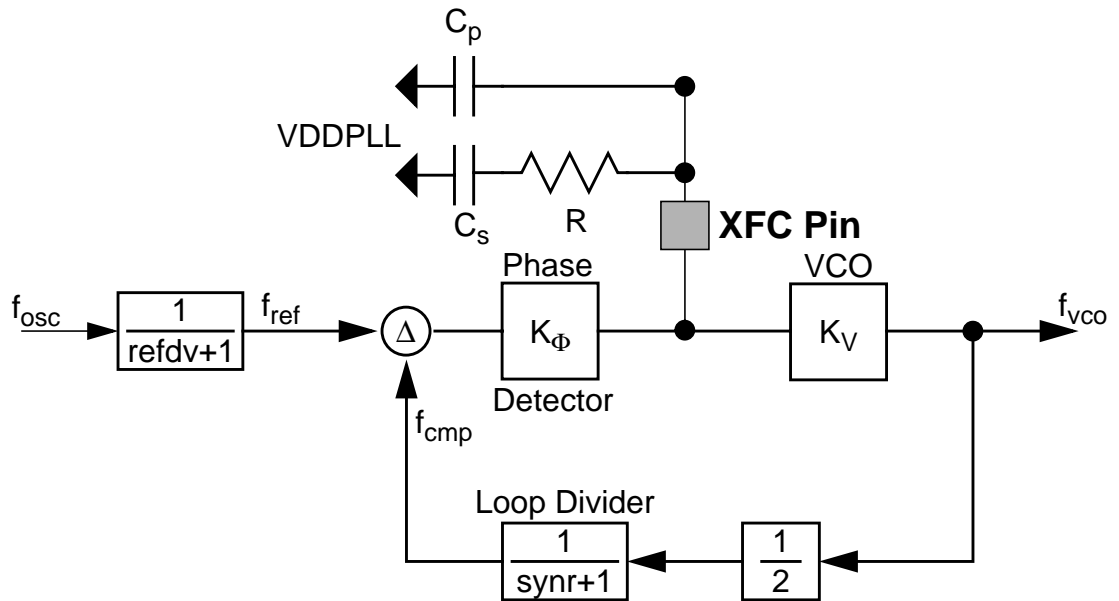 Cp
VDDPLL
Cs
R
XFC Pin
Phase
VCO
fosc
1
refdv+1
fref
Δ
KΦ
KV
fvco
Detector
fcmp
Loop Divider
1
synr+1
1
2